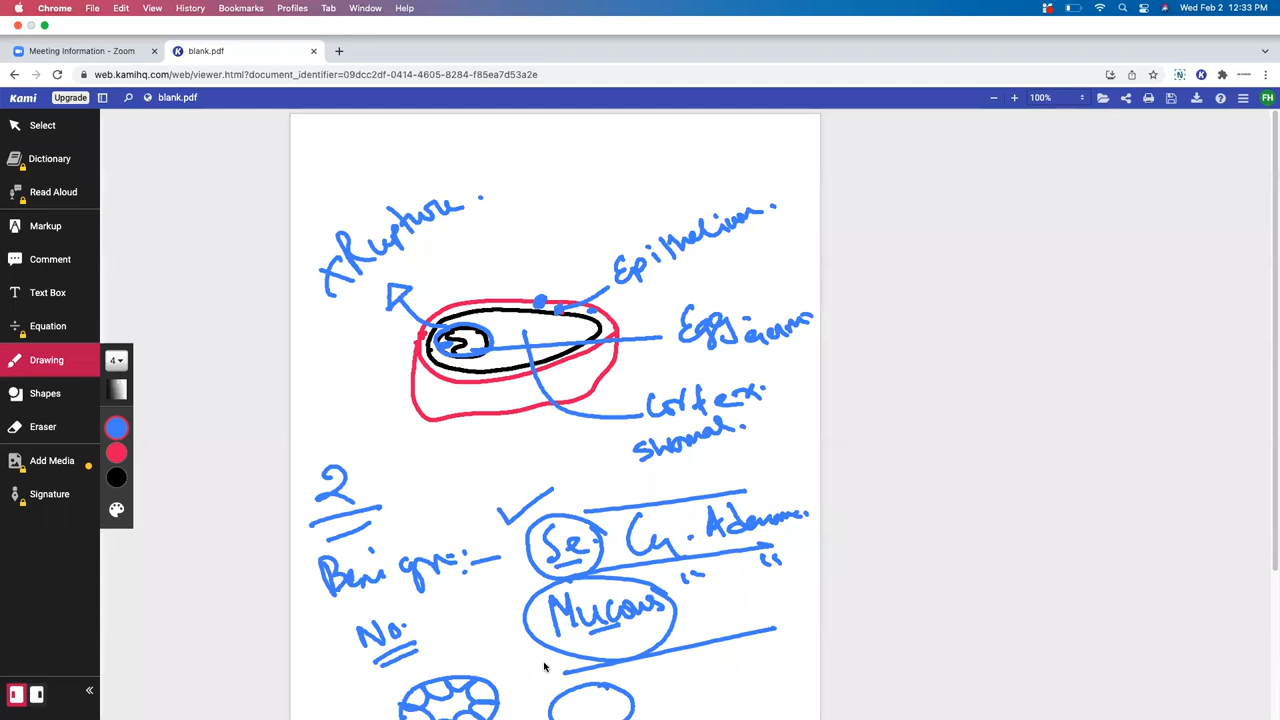 Chrome File Edit View History Bookmarks Profiles Tab Window Help Wed Feb 2 12:33 PM
Meeting Information - Zoom blank.pdf
web.kamihq.com/web/viewer.html?document_identifier=09dcc2df-0414-4605-8284-f85ea7d53a2e
Kami Upgrade blank.pdf 100% FH
Select
Dictionary
Read Aloud
Markup
Comment
Text Box
Equation
Drawing
4
Shapes
Eraser
Add Media
Signature
Rupture.
Epithelium.
Egg
Cortex.
2
Se. Cy. Adenoma.
Benign:-
" "
Mucous
No.